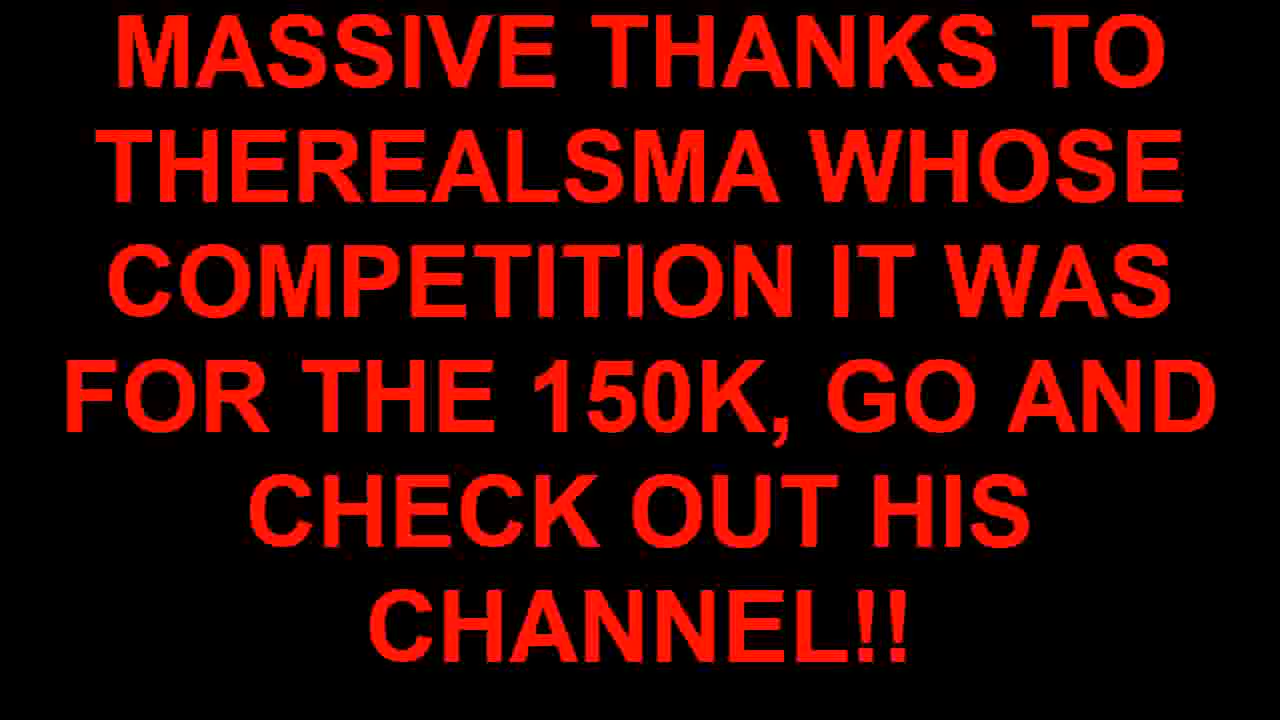 MASSIVE THANKS TO
THEREALSMA WHOSE
COMPETITION IT WAS
FOR THE 150K, GO AND
CHECK OUT HIS
CHANNEL!!